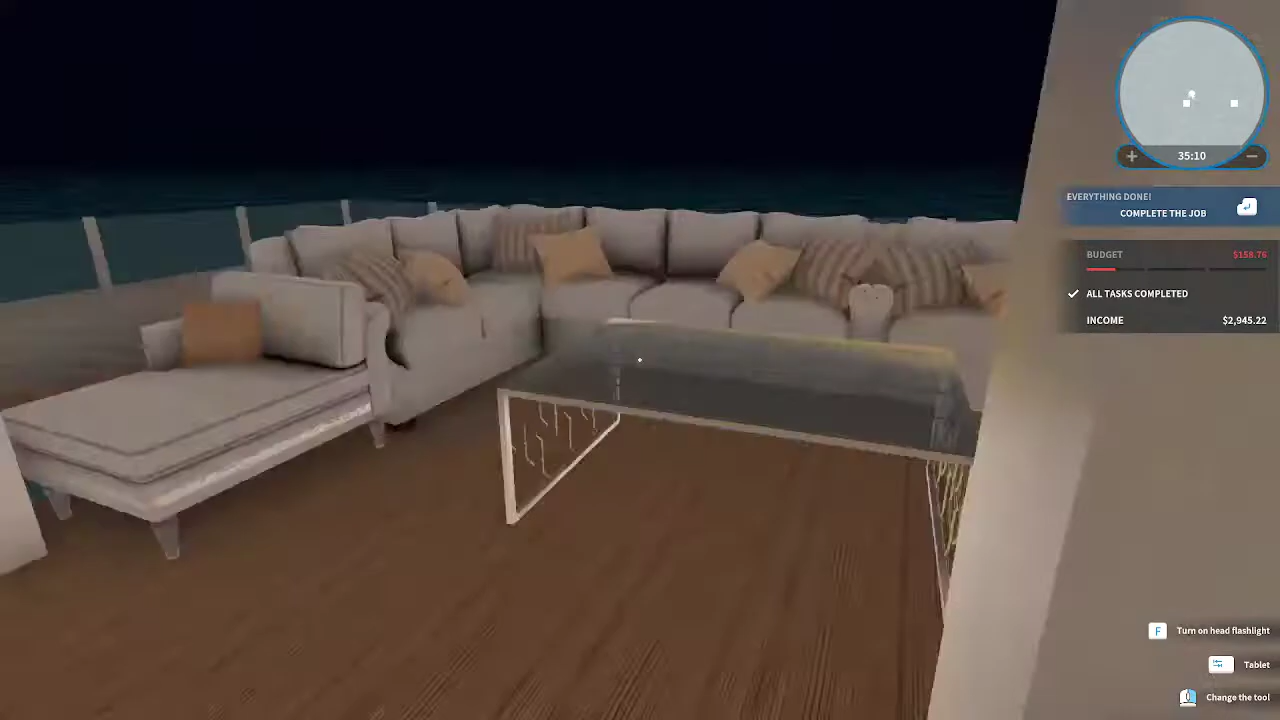 35:10
EVERYTHING DONE!
COMPLETE THE JOB
BUDGET $158.76
ALL TASKS COMPLETED
INCOME $2,945.22
F Turn on head flashlight
Tablet
Change the tool